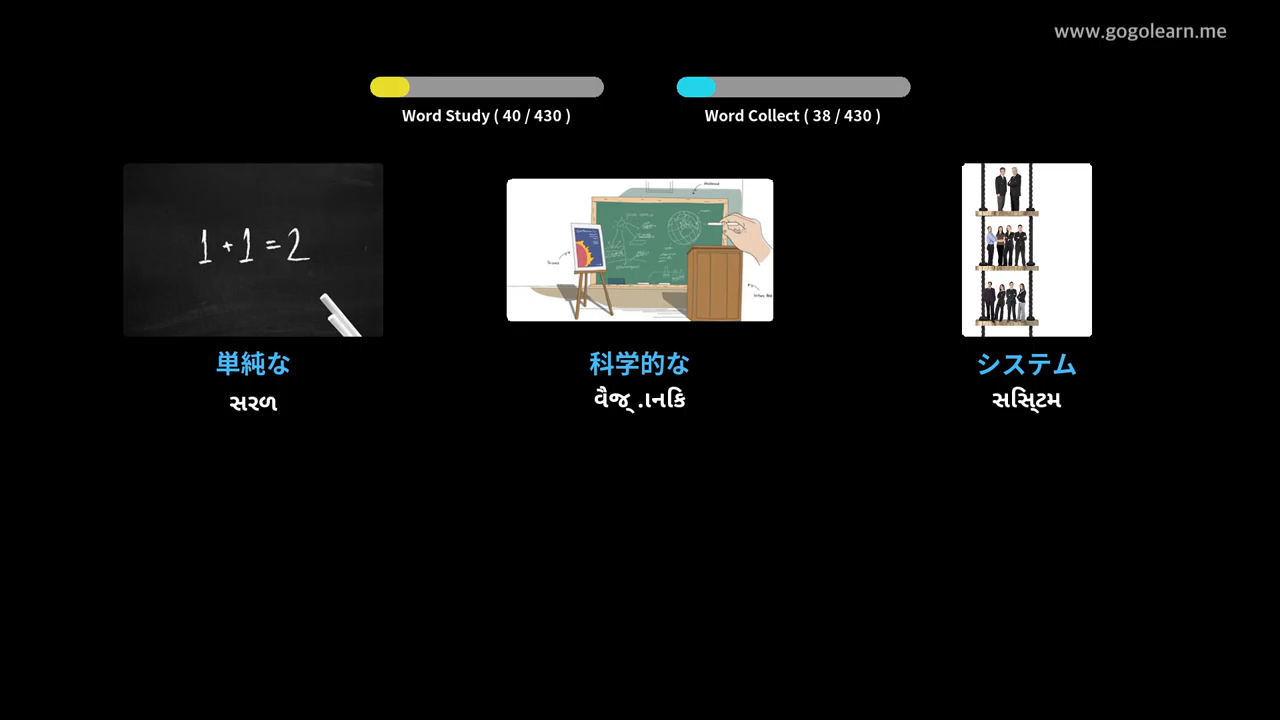 www.gogolearn.me
Word Study ( 40 / 430 )
Word Collect ( 38 / 430 )
1 + 1 = 2
単純な
科学的な
システム
સરળ
વૈજ્ .ાનકિ
સસ્ટિમ